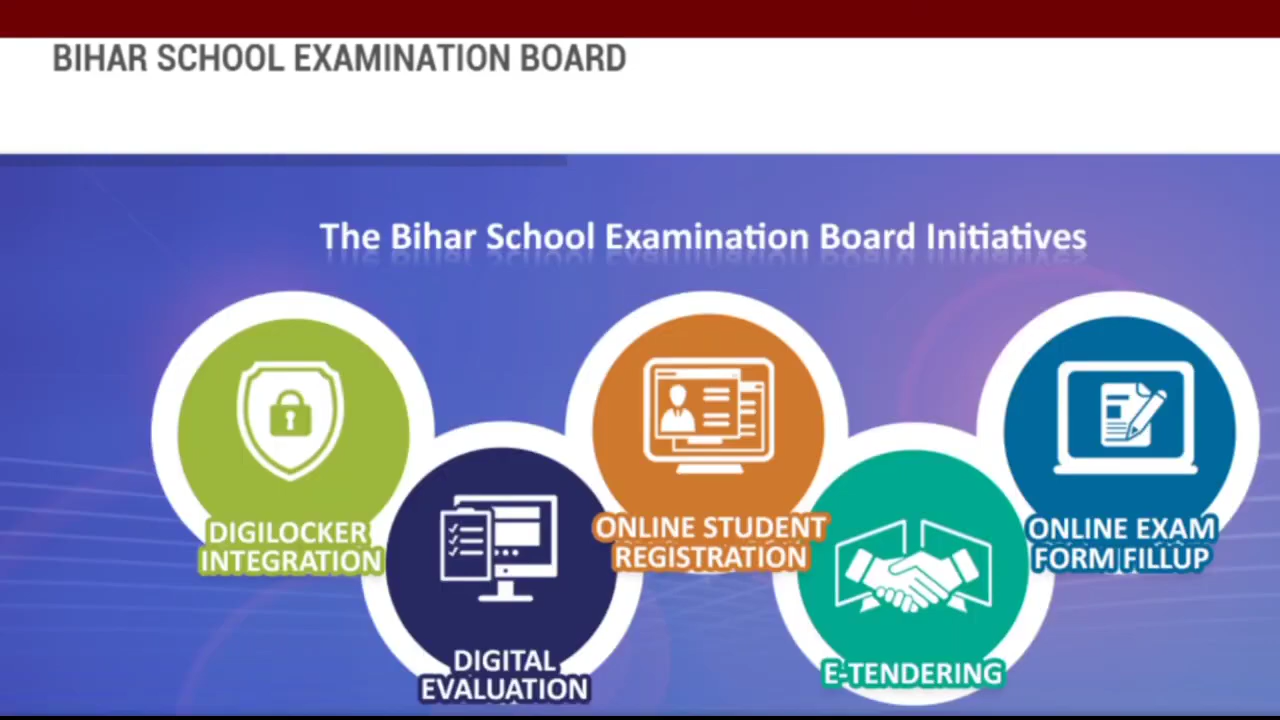 BIHAR SCHOOL EXAMINATION BOARD
The Bihar School Examination Board Initiatives
DIGILOCKER
INTEGRATION
DIGITAL
EVALUATION
ONLINE STUDENT
REGISTRATION
E-TENDERING
ONLINE EXAM
FORM FILLUP